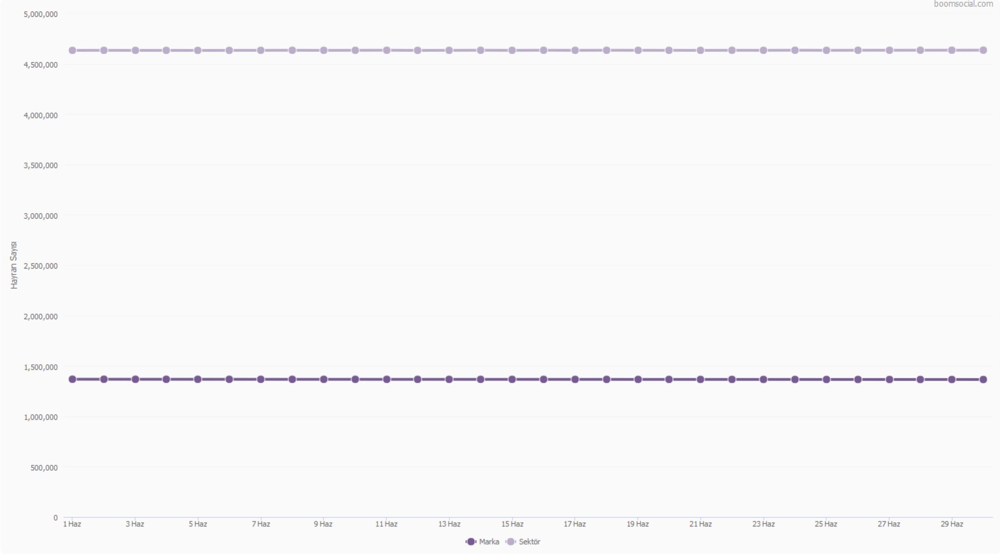 boomsocial.com
5,000,000
4,500,000
4,000,000
3,500,000
3,000,000
2,500,000
2,000,000
1,500,000
1,000,000
500,000
0
Hayran Sayısı
1 Haz 3 Haz 5 Haz 7 Haz 9 Haz 11 Haz 13 Haz 15 Haz 17 Haz 19 Haz 21 Haz 23 Haz 25 Haz 27 Haz 29 Haz
Marka Sektör